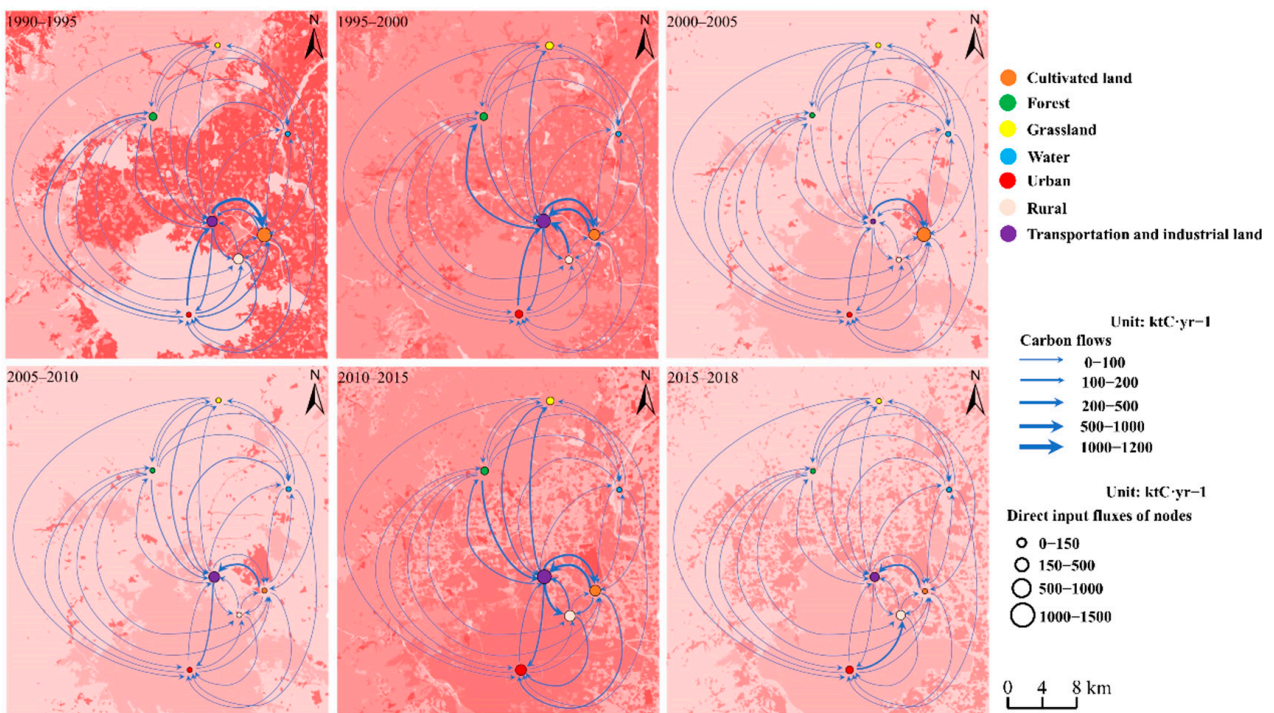 1990–1995
N
1995–2000
N
2000–2005
N
Cultivated land
Forest
Grassland
Water
Urban
Rural
Transportation and industrial land
Unit: ktC·yr−1
Carbon flows
0−100
100−200
200−500
500−1000
1000−1200
2005–2010
N
2010–2015
N
2015–2018
N
Unit: ktC·yr−1
Direct input fluxes of nodes
0−150
150−500
500−1000
1000−1500
0 4 8 km